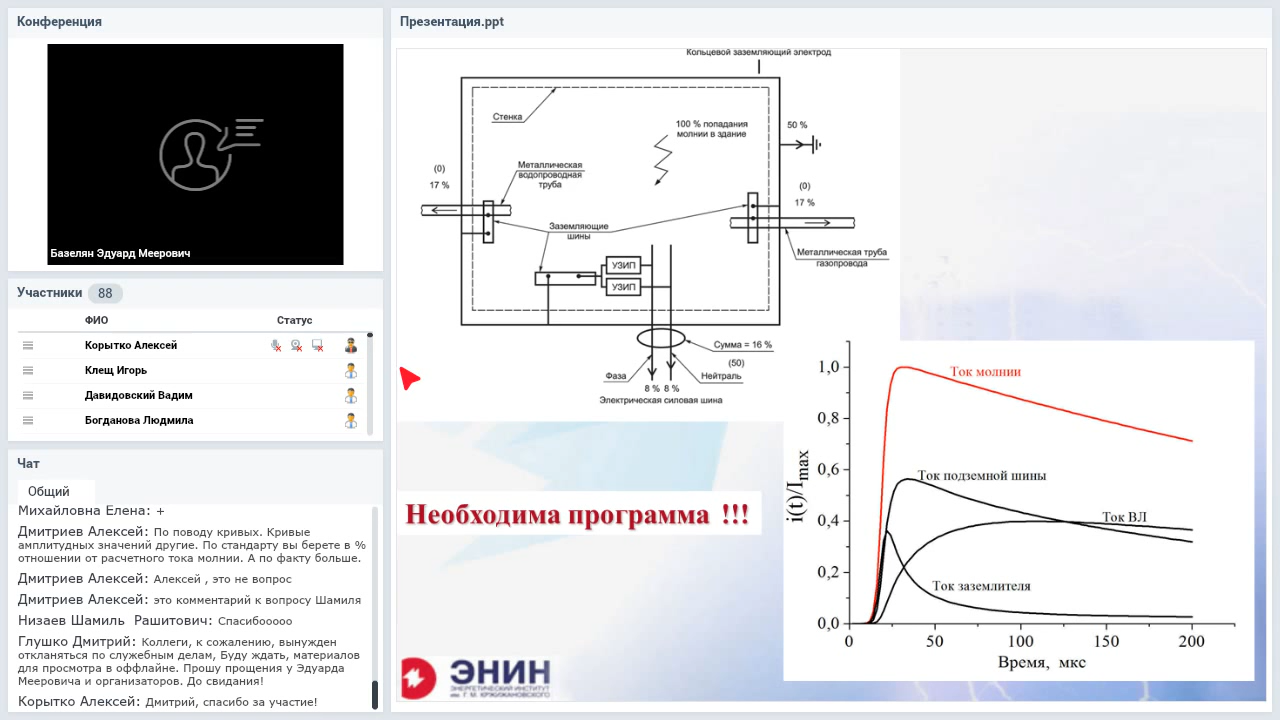 Конференция
Базелян Эдуард Меерович
Участники 88
ФИО Статус
Корытко Алексей
Клещ Игорь
Давидовский Вадим
Богданова Людмила
Чат
Общий
Михайловна Елена: +
Дмитриев Алексей: По поводу кривых. Кривые
амплитудных значений другие. По стандарту вы берете в %
отношении от расчетного тока молнии. А по факту больше.
Дмитриев Алексей: Алексей , это не вопрос
Дмитриев Алексей: это комментарий к вопросу Шамиля
Низаев Шамиль Рашитович: Спасибооооо
Глушко Дмитрий: Коллеги, к сожалению, вынужден
откланяться по служебным делам, Буду ждать, материалов
для просмотра в оффлайне. Прошу прощения у Эдуарда
Мееровича и организаторов. До свидания!
Корытко Алексей: Дмитрий, спасибо за участие!
Презентация.ppt
Кольцевой заземляющий электрод
Стенка
100 % попадания
молнии в здание
50 %
(0)
17 %
Металлическая
водопроводная
труба
(0)
17 %
Заземляющие
шины
Металлическая труба
газопровода
УЗИП
УЗИП
Сумма = 16 %
(50)
Фаза
Нейтраль
8 % 8 %
Электрическая силовая шина
Необходима программа !!!
ЭНИН
ЭНЕРГЕТИЧЕСКИЙ ИНСТИТУТ
им. Г. М. КРЖИЖАНОВСКОГО
i(t)/Imax
1,0
0,8
0,6
0,4
0,2
0,0
Ток молнии
Ток подземной шины
Ток ВЛ
Ток заземлителя
0 50 100 150 200
Время, мкс